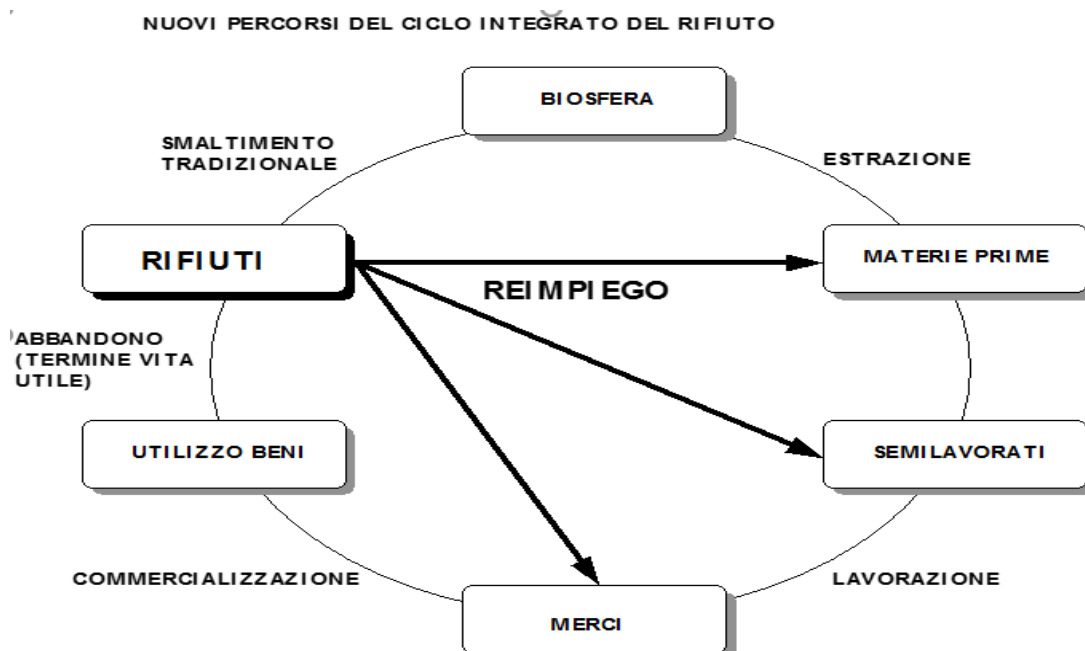 NUOVI PERCORSI DEL CICLO INTEGRATO DEL RIFIUTO
BIOSFERA
SMALTIMENTO
TRADIZIONALE
ESTRAZIONE
RIFIUTI
MATERIE PRIME
REIMPIEGO
ABBANDONO
(TERMINE VITA
UTILE)
UTILIZZO BENI
SEMILAVORATI
COMMERCIALIZZAZIONE
LAVORAZIONE
MERCI